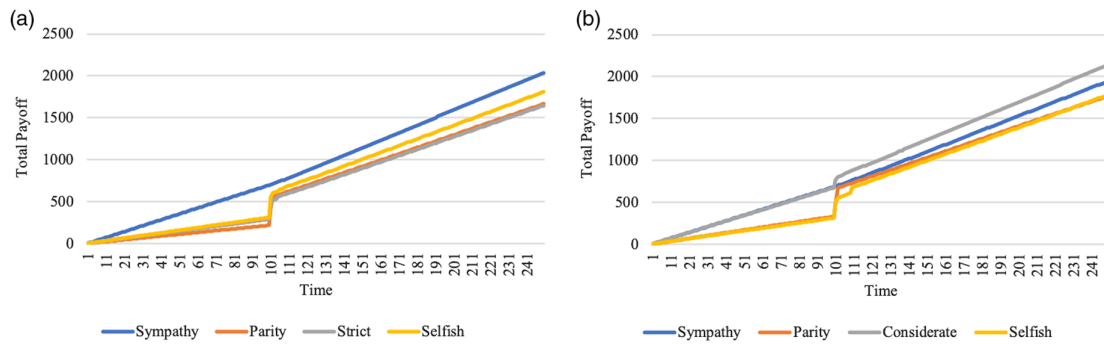 (a)
2500
2000
1500
1000
500
0
Total Payoff
1 11 21 31 41 51 61 71 81 91 101 111 121 131 141 151 161 171 181 191 201 211 221 231 241
Time
Sympathy Parity Strict Selfish
(b)
2500
2000
1500
1000
500
0
Total Payoff
1 11 21 31 41 51 61 71 81 91 101 111 121 131 141 151 161 171 181 191 201 211 221 231 241
Time
Sympathy Parity Considerate Selfish